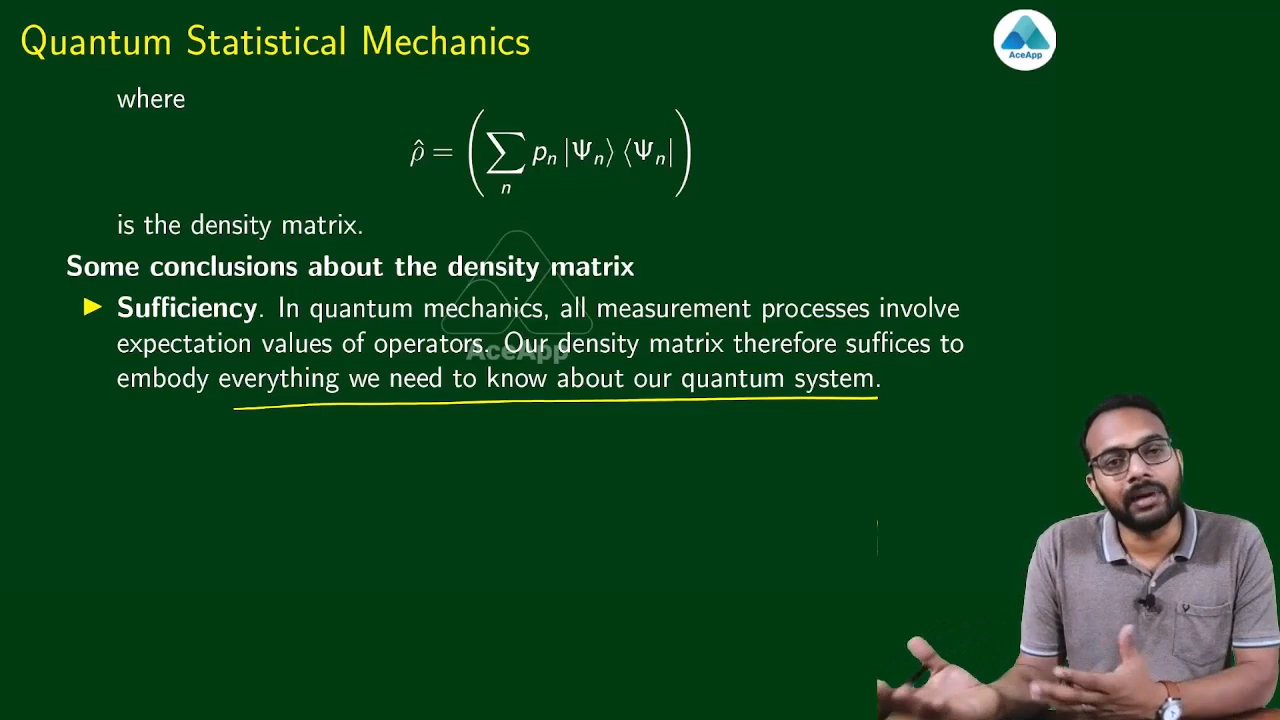 Quantum Statistical Mechanics
AceApp
where
ρ̂ = (∑ₙ pₙ |Ψₙ⟩ ⟨Ψₙ|)
is the density matrix.
Some conclusions about the density matrix
▶ Sufficiency. In quantum mechanics, all measurement processes involve
expectation values of operators. Our density matrix therefore suffices to
AceApp
embody everything we need to know about our quantum system.